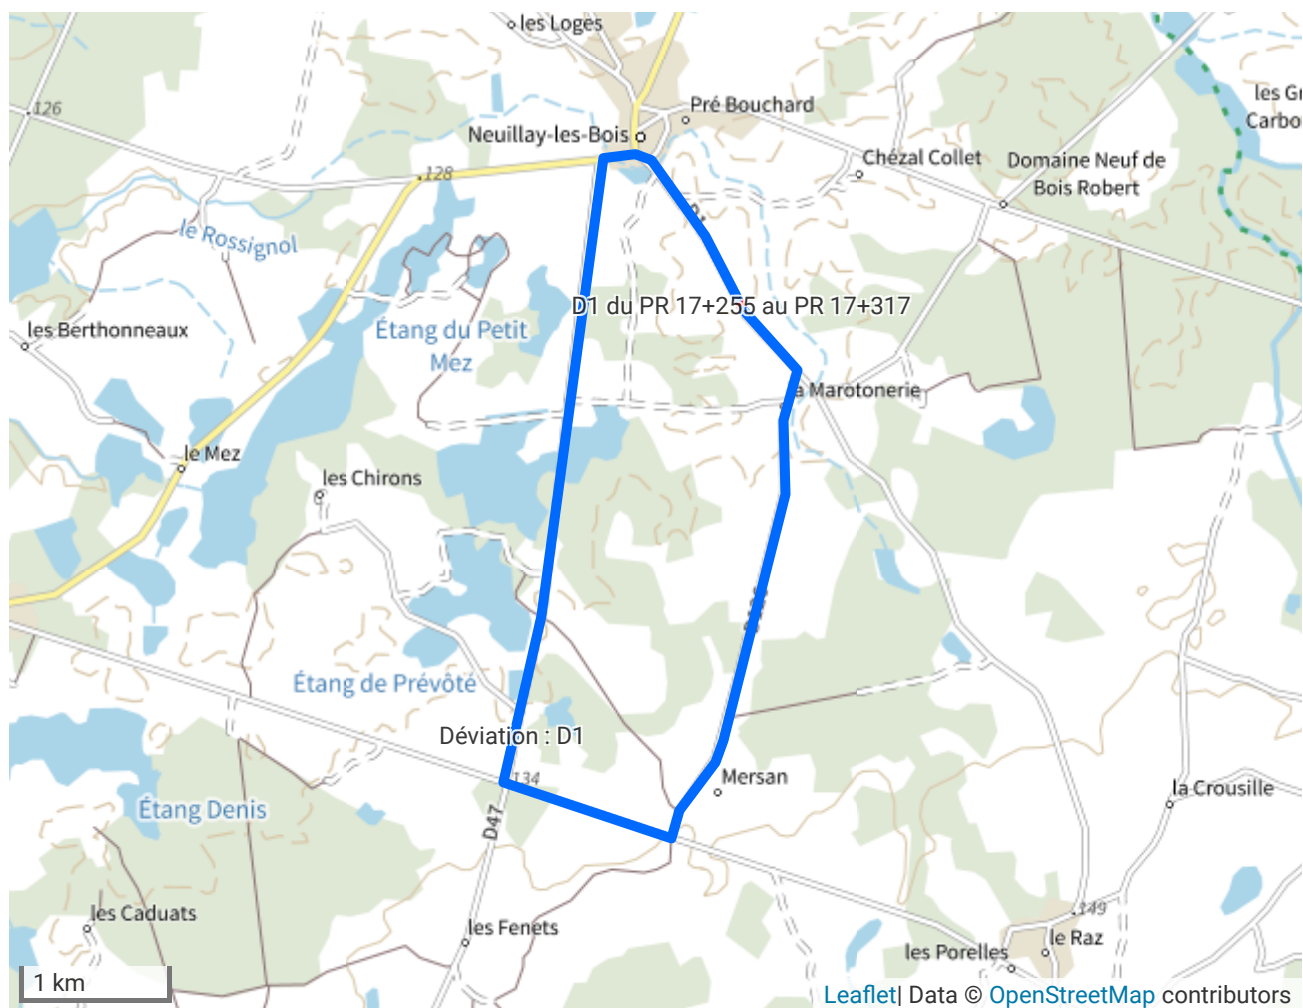 les Loges
126
Pré Bouchard
les Gr
Carbou
Neuillay-les-Bois
Chézal Collet
Domaine Neuf de
Bois Robert
128
le Rossignol
D1 du PR 17+255 au PR 17+317
les Berthonneaux
Étang du Petit
Mez
a Marotonerie
le Mez
les Chirons
Étang de Prévôté
Déviation : D1
134
Mersan
Étang Denis
D47
la Crousille
les Caduats
les Fenets
149
le Raz
les Porelles
1 km
Leaflet| Data © OpenStreetMap contributors